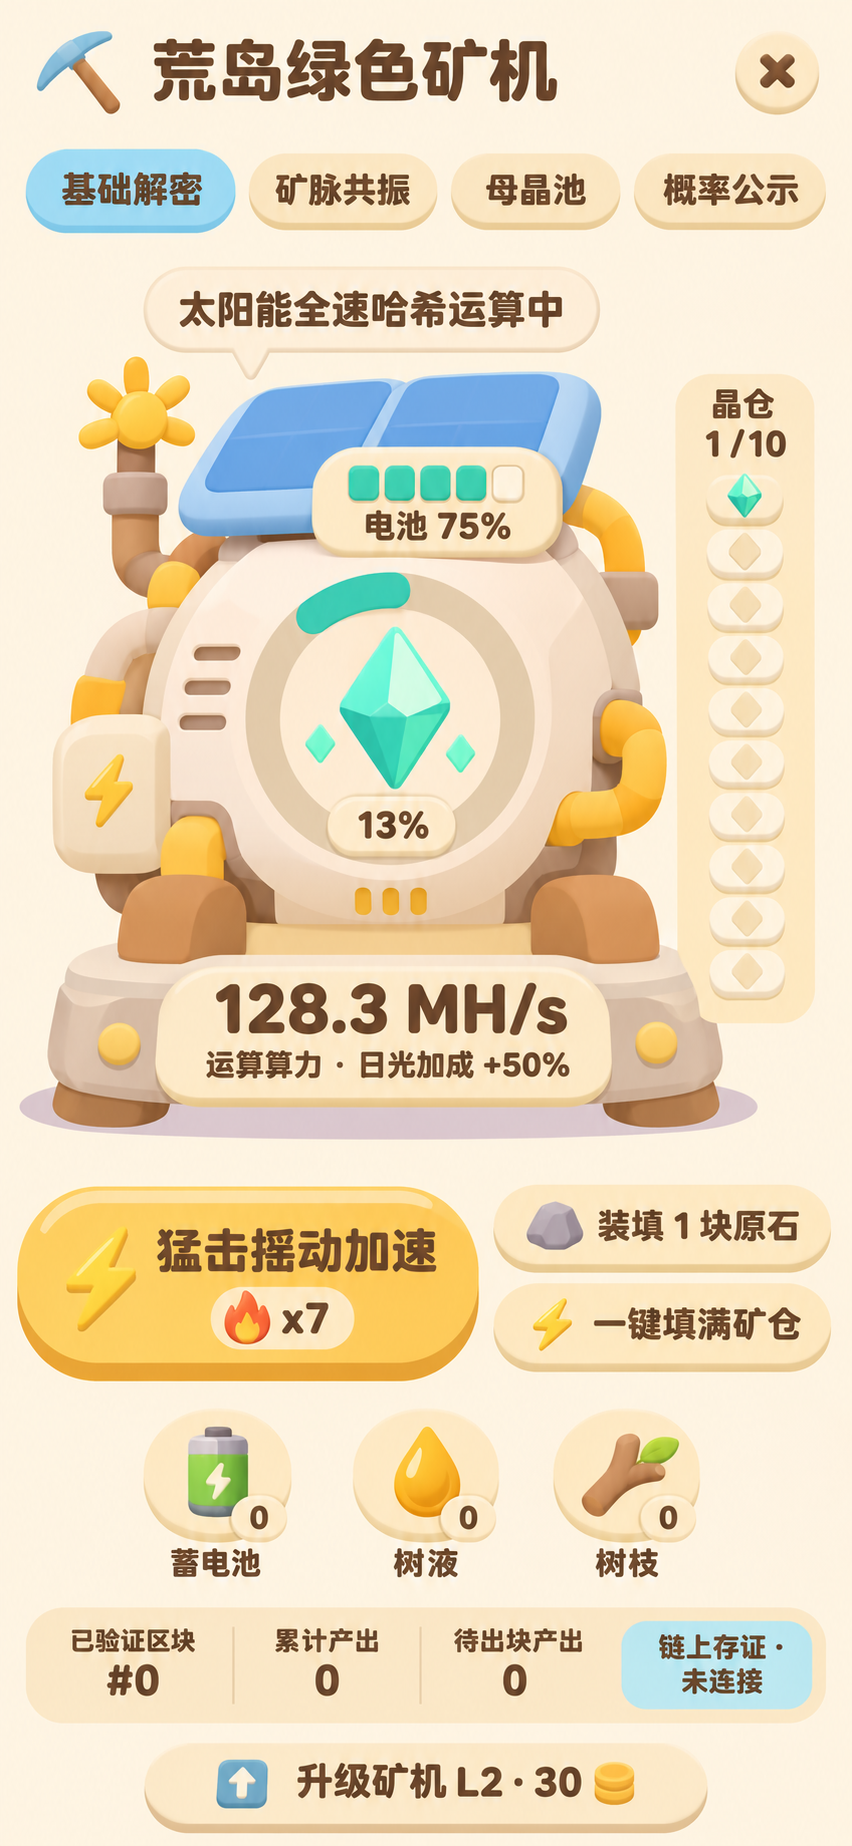 荒岛绿色矿机
基础解密
矿脉共振
母晶池
概率公示
太阳能全速哈希运算中
晶仓
1/10
电池 75%
13%
128.3 MH/s
运算算力 · 日光加成 +50%
猛击摇动加速
x7
装填 1 块原石
一键填满矿仓
0
0
0
蓄电池
树液
树枝
已验证区块
#0
累计产出
0
待出块产出
0
链上存证 ·
未连接
升级矿机 L2 · 30